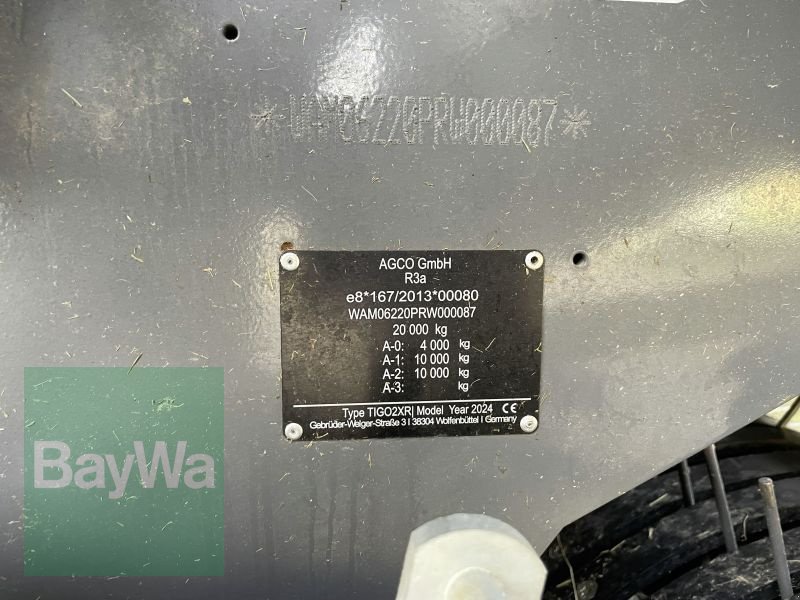 *WAM06220PRW000087*
AGCO GmbH
R3a
e8*167/2013*00080
WAM06220PRW000087
20 000 kg
A-0: 4 000 kg
A-1: 10 000 kg
A-2: 10 000 kg
A-3: kg
Type TIGO2XR| Model Year 2024 CE
Gebrüder-Welger-Straße 3 I 38304 Wolfenbüttel I Germany
BayWa